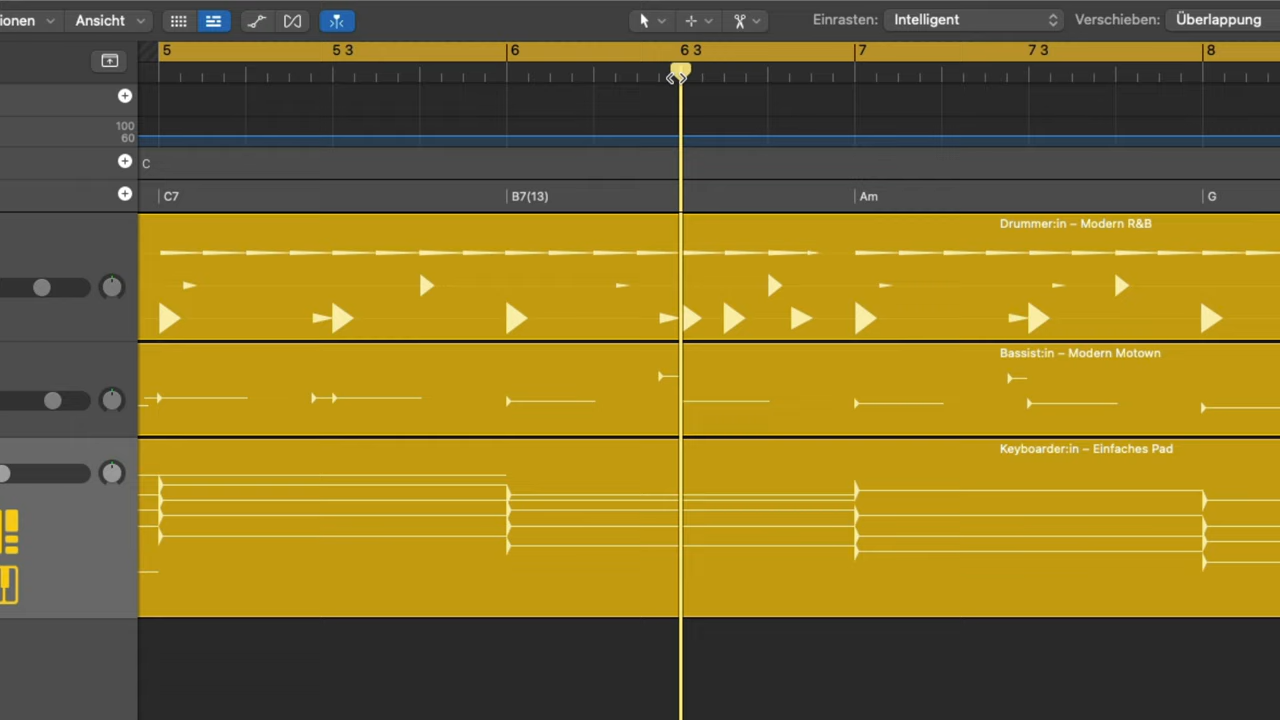 ionen Ansicht Einrasten: Intelligent Verschieben: Überlappung
5 5 3 6 6 3 7 7 3 8
100
60
C
C7 B7(13) Am G
Drummer:in – Modern R&B
Bassist:in – Modern Motown
Keyboarder:in – Einfaches Pad